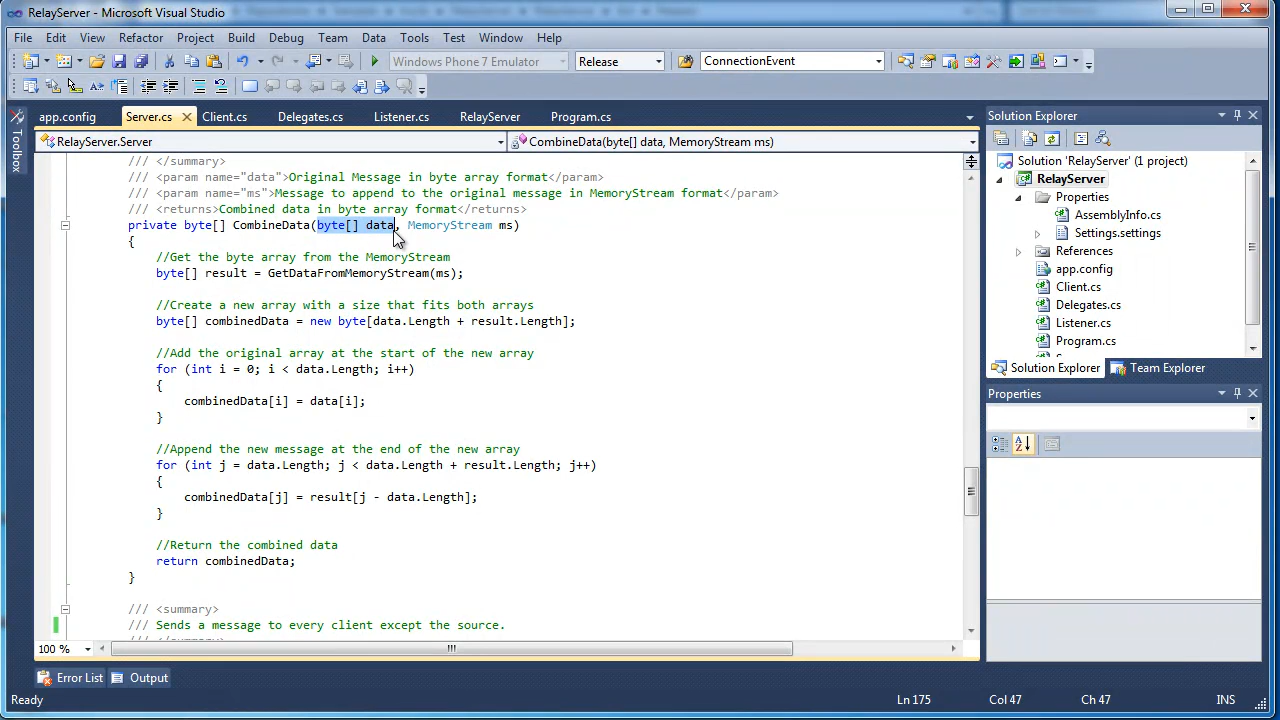 RelayServer - Microsoft Visual Studio
File Edit View Refactor Project Build Debug Team Data Tools Test Window Help
Windows Phone 7 Emulator Release ConnectionEvent
app.config Server.cs Client.cs Delegates.cs Listener.cs RelayServer Program.cs
RelayServer.Server CombineData(byte[] data, MemoryStream ms)
/// </summary>
/// <param name="data">Original Message in byte array format</param>
/// <param name="ms">Message to append to the original message in MemoryStream format</param>
/// <returns>Combined data in byte array format</returns>
private byte[] CombineData(byte[] data, MemoryStream ms)
{
//Get the byte array from the MemoryStream
byte[] result = GetDataFromMemoryStream(ms);
//Create a new array with a size that fits both arrays
byte[] combinedData = new byte[data.Length + result.Length];
//Add the original array at the start of the new array
for (int i = 0; i < data.Length; i++)
{
combinedData[i] = data[i];
}
//Append the new message at the end of the new array
for (int j = data.Length; j < data.Length + result.Length; j++)
{
combinedData[j] = result[j - data.Length];
}
//Return the combined data
return combinedData;
}
/// <summary>
/// Sends a message to every client except the source.
100 %
Toolbox
Solution Explorer
Solution 'RelayServer' (1 project)
RelayServer
Properties
AssemblyInfo.cs
Settings.settings
References
app.config
Client.cs
Delegates.cs
Listener.cs
Program.cs
Solution Explorer Team Explorer
Properties
Error List Output
Ready Ln 175 Col 47 Ch 47 INS